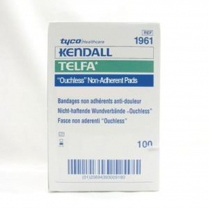 tyco Healthcare
REF
1961
KENDALL
TELFA®
"Ouchless" Non-Adherent Pads
Bandages non adhérents anti-douleur
Nicht-haftende Wundverbände -Ouchless"
Fasce non aderenti "Ouchless"
100